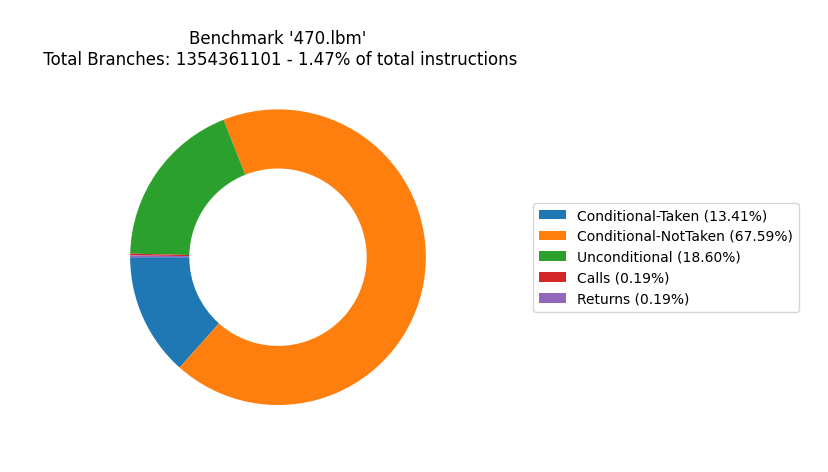 Benchmark '470.lbm'
Total Branches: 1354361101 - 1.47% of total instructions
Conditional-Taken (13.41%)
Conditional-NotTaken (67.59%)
Unconditional (18.60%)
Calls (0.19%)
Returns (0.19%)